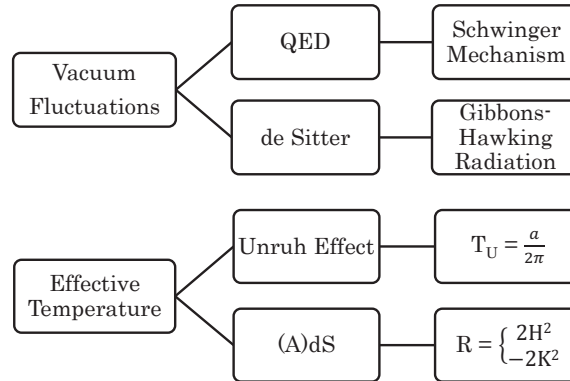 Vacuum
Fluctuations
QED
Schwinger
Mechanism
de Sitter
Gibbons-
Hawking
Radiation
Effective
Temperature
Unruh Effect
T_U = a/2π
(A)dS
R = { 2H²
−2K²